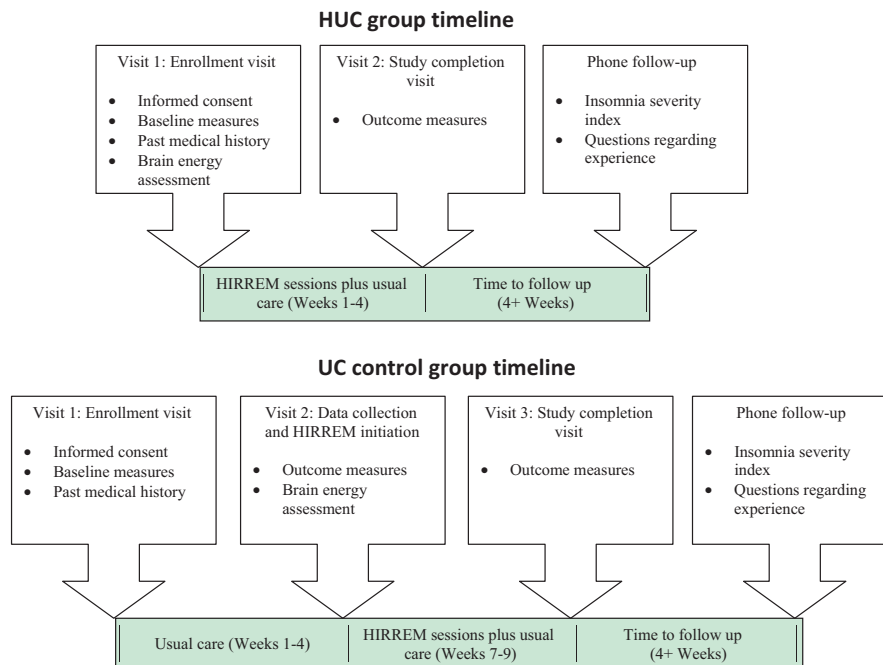 HUC group timeline
Visit 1: Enrollment visit
• Informed consent
• Baseline measures
• Past medical history
• Brain energy
assessment
Visit 2: Study completion
visit
• Outcome measures
Phone follow-up
• Insomnia severity
index
• Questions regarding
experience
HIRREM sessions plus usual
care (Weeks 1-4)
Time to follow up
(4+ Weeks)
UC control group timeline
Visit 1: Enrollment visit
• Informed consent
• Baseline measures
• Past medical history
Visit 2: Data collection
and HIRREM initiation
• Outcome measures
• Brain energy
assessment
Visit 3: Study completion
visit
• Outcome measures
Phone follow-up
• Insomnia severity
index
• Questions regarding
experience
Usual care (Weeks 1-4)
HIRREM sessions plus usual
care (Weeks 7-9)
Time to follow up
(4+ Weeks)